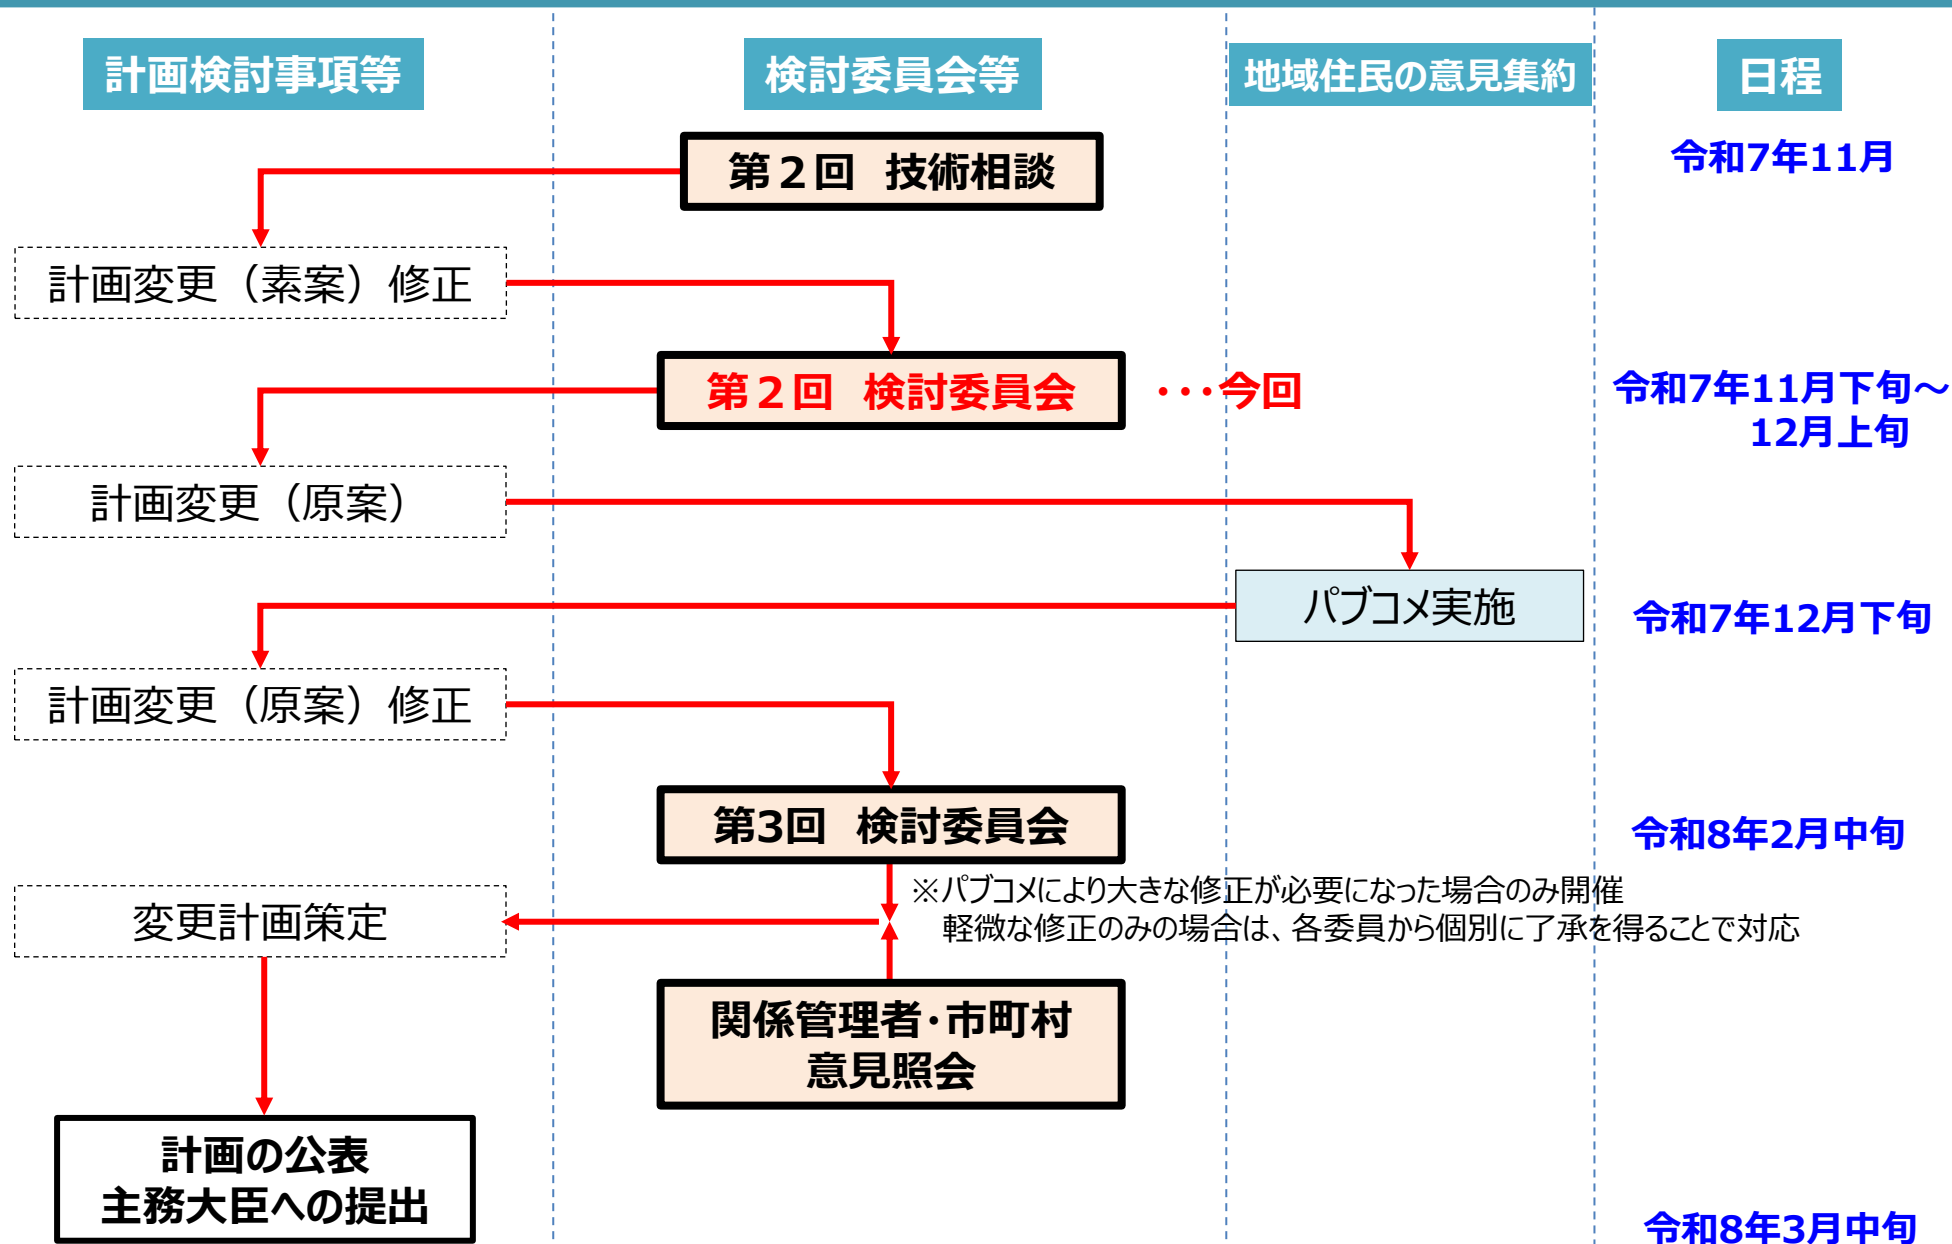 計画検討事項等
検討委員会等
地域住民の意見集約
日程
第２回 技術相談
令和7年11月
計画変更（素案）修正
第２回 検討委員会
・・・今回
令和7年11月下旬～
12月上旬
計画変更（原案）
パブコメ実施
令和7年12月下旬
計画変更（原案）修正
第3回 検討委員会
令和8年2月中旬
※パブコメにより大きな修正が必要になった場合のみ開催
軽微な修正のみの場合は、各委員から個別に了承を得ることで対応
変更計画策定
関係管理者・市町村
意見照会
計画の公表
主務大臣への提出
令和8年3月中旬